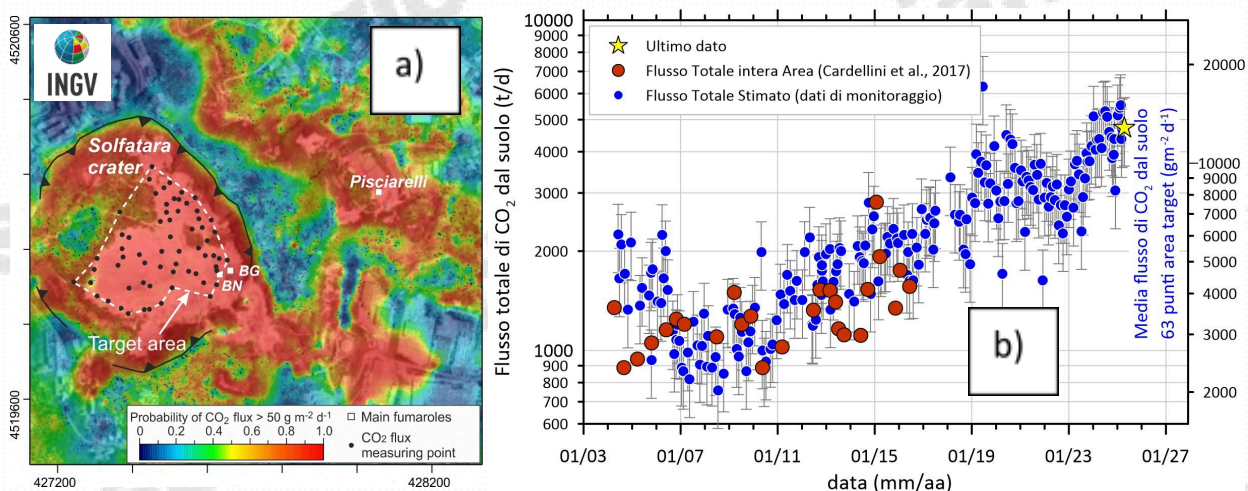 4520600
4519600
INGV
a)
Solfatara
crater
Pisciarelli
BG
BN
Target area
Probability of CO2 flux > 50 g m-2 d-1
0 0.2 0.4 0.6 0.8 1.0
Main fumaroles
CO2 flux
measuring point
427200
428200
Flusso totale di CO2 dal suolo (t/d)
10000
9000
8000
7000
6000
5000
4000
3000
2000
1000
900
800
700
600
Ultimo dato
Flusso Totale intera Area (Cardellini et al., 2017)
Flusso Totale Stimato (dati di monitoraggio)
b)
20000
10000
9000
8000
7000
6000
5000
4000
3000
2000
Media flusso di CO2 dal suolo
63 punti area target (gm-2 d-1)
01/03 01/07 01/11 01/15 01/19 01/23 01/27
data (mm/aa)